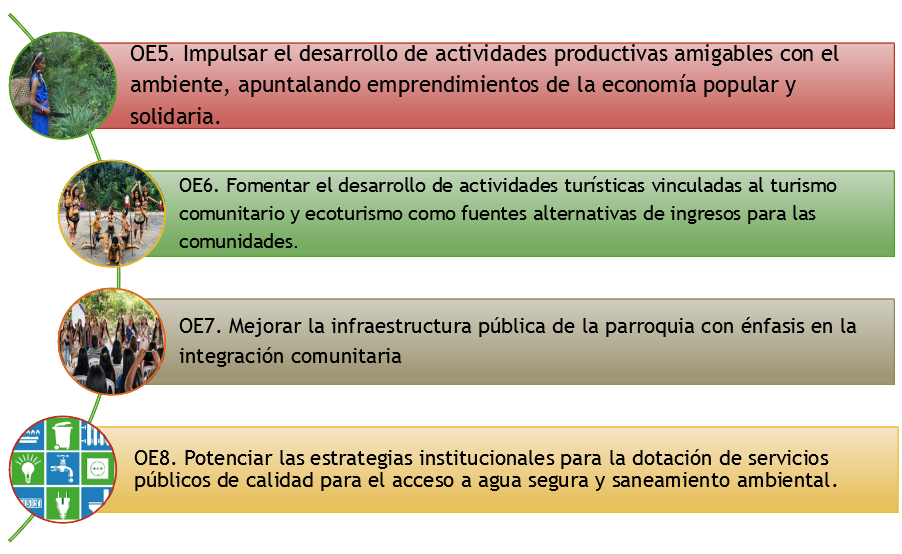 OE5. Impulsar el desarrollo de actividades productivas amigables con el
ambiente, apuntalando emprendimientos de la economía popular y
solidaria.
OE6. Fomentar el desarrollo de actividades turísticas vinculadas al turismo
comunitario y ecoturismo como fuentes alternativas de ingresos para las
comunidades.
OE7. Mejorar la infraestructura pública de la parroquia con énfasis en la
integración comunitaria
OE8. Potenciar las estrategias institucionales para la dotación de servicios
públicos de calidad para el acceso a agua segura y saneamiento ambiental.